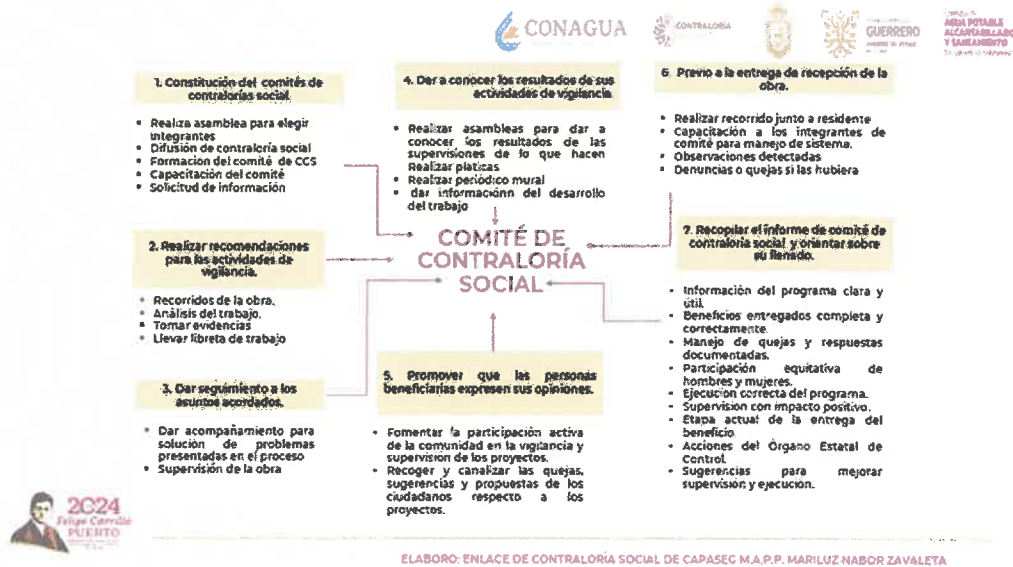 CONAGUA
CONTRALORÍA
GUERRERO
AGUA POTABLE
ALCANTARILLADO
Y SANEAMIENTO
1. Constitución del comités de
contralorías social.
• Realiza asamblea para elegir
integrantes
• Difusión de contraloría social
• Formación del comité de CCS
• Capacitación del comité
• Solicitud de información
2. Realizar recomendaciones
para las actividades de
vigilancia.
• Recorridos de la obra.
• Análisis del trabajo.
• Tomar evidencias
• Llevar libreta de trabajo
3. Dar seguimiento a los
asuntos acordados.
• Dar acompañamiento para
solución de problemas
presentadas en el proceso
• Supervisión de la obra
4. Dar a conocer los resultados de sus
actividades de vigilancia
• Realizar asambleas para dar a
conocer los resultados de las
supervisiones de lo que hacen
Realizar platicas
• Realizar periódico mural
• dar informaciónn del desarrollo
del trabajo
COMITÉ DE
CONTRALORÍA
SOCIAL
5. Promover que las personas
beneficiarias expresen sus opiniones.
• Fomentar la participación activa
de la comunidad en la vigilancia y
supervisión de los proyectos.
• Recoger y canalizar las quejas,
sugerencias y propuestas de los
ciudadanos respecto a los
proyectos.
6. Previo a la entrega de recepción de la
obra.
• Realizar recorrido junto a residente
• Capacitación a los integrantes de
comité para manejo de sistema.
• Observaciones detectadas
• Denuncias o quejas si las hubiera
7. Recopilar el informe de comité de
contraloría social y orientar sobre
su llenado.
• Información del programa clara y
útil.
• Beneficios entregados completa y
correctamente.
• Manejo de quejas y respuestas
documentadas.
• Participación equitativa de
hombres y mujeres.
• Ejecución correcta del programa.
• Supervisión con impacto positivo.
• Etapa actual de la entrega del
beneficio
• Acciones del Órgano Estatal de
Control.
• Sugerencias para mejorar
supervisión y ejecución.
2024
Felipe Carrillo
PUERTO
ELABORO: ENLACE DE CONTRALORÍA SOCIAL DE CAPASEG M.A.P.P. MARILUZ NABOR ZAVALETA